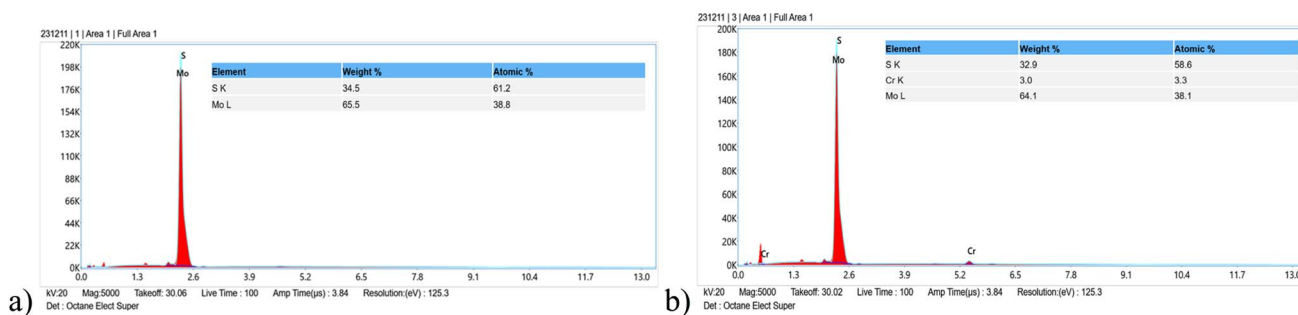 231211 | 1 | Area 1 | Full Area 1
220K
198K
176K
154K
132K
110K
88K
66K
44K
22K
0K
S
Mo
Element Weight % Atomic %
S K 34.5 61.2
Mo L 65.5 38.8
0.0 1.3 2.6 3.9 5.2 6.5 7.8 9.1 10.4 11.7 13.0
kV:20 Mag:5000 Takeoff: 30.06 Live Time : 100 Amp Time(µs) : 3.84 Resolution:(eV) : 125.3
Det : Octane Elect Super
a)
231211 | 3 | Area 1 | Full Area 1
200K
180K
160K
140K
120K
100K
80K
60K
40K
20K
0K
S
Mo
Cr
Cr
Element Weight % Atomic %
S K 32.9 58.6
Cr K 3.0 3.3
Mo L 64.1 38.1
0.0 1.3 2.6 3.9 5.2 6.5 7.8 9.1 10.4 11.7 13.0
kV:20 Mag:5000 Takeoff: 30.02 Live Time : 100 Amp Time(µs) : 3.84 Resolution:(eV) : 125.3
Det : Octane Elect Super
b)